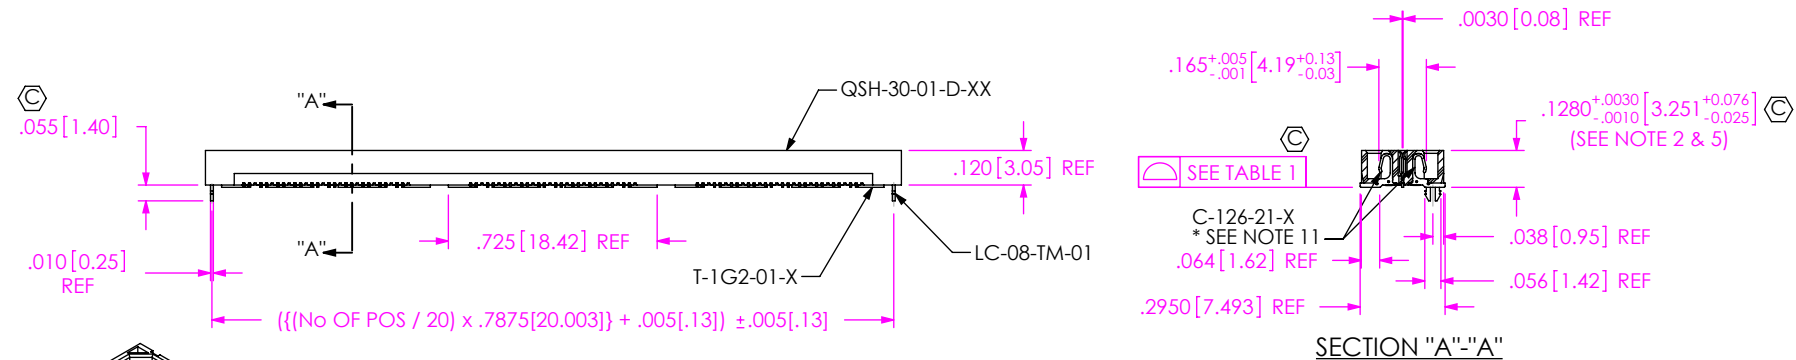 .0030 [0.08] REF
.165 +.005 -.001 [4.19 +0.13 -0.03]
"A"
QSH-30-01-D-XX
C
.055 [1.40]
.1280 +.0030 -.0010 [3.251 +0.076 -0.025] C
(SEE NOTE 2 & 5)
C
.120 [3.05] REF
SEE TABLE 1
C-126-21-X
* SEE NOTE 11
"A"
.725 [18.42] REF
LC-08-TM-01
.038 [0.95] REF
.010 [0.25]
REF
T-1G2-01-X
.064 [1.62] REF
.056 [1.42] REF
.2950 [7.493] REF
({(No OF POS / 20) x .7875[20.003]} + .005[.13]) ±.005[.13]
SECTION "A"-"A"